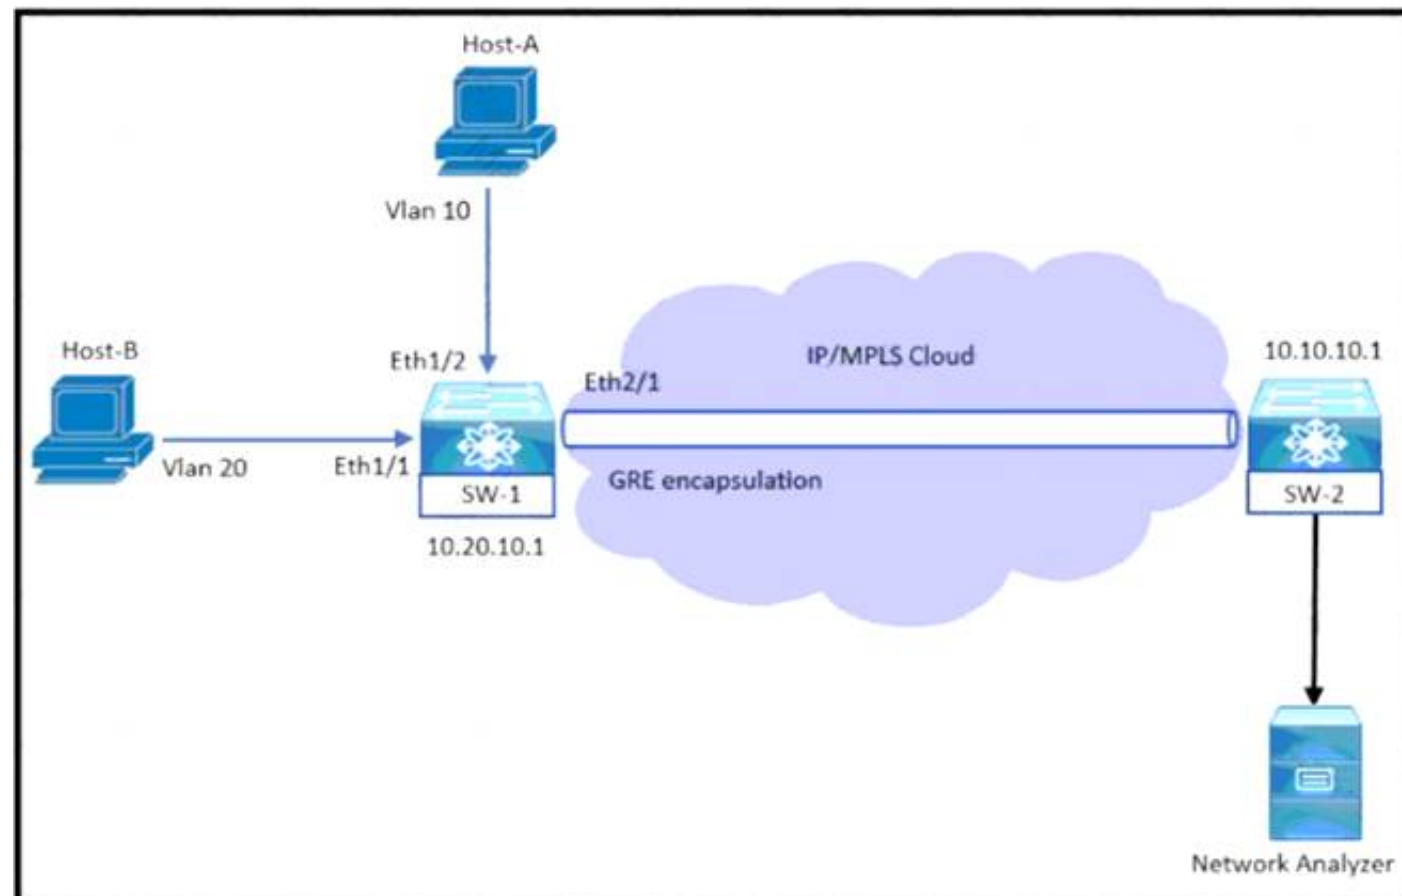 Host-A
Vlan 10
Host-B
Eth1/2
IP/MPLS Cloud
10.10.10.1
Eth2/1
Vlan 20
Eth1/1
GRE encapsulation
SW-1
SW-2
10.20.10.1
Network Analyzer